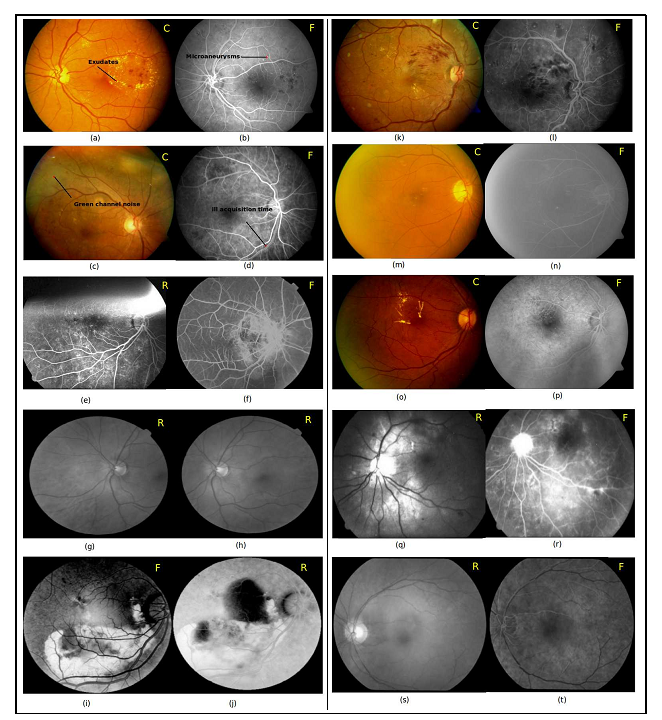 C F
Exudates
Microaneurysms
(a) (b)
C F
Green channel noise
Ill acquisition time
(c) (d)
R F
(e) (f)
R R
(g) (h)
F R
(i) (j)
C F
(k) (l)
C F
(m) (n)
C F
(o) (p)
R F
(q) (r)
R F
(s) (t)